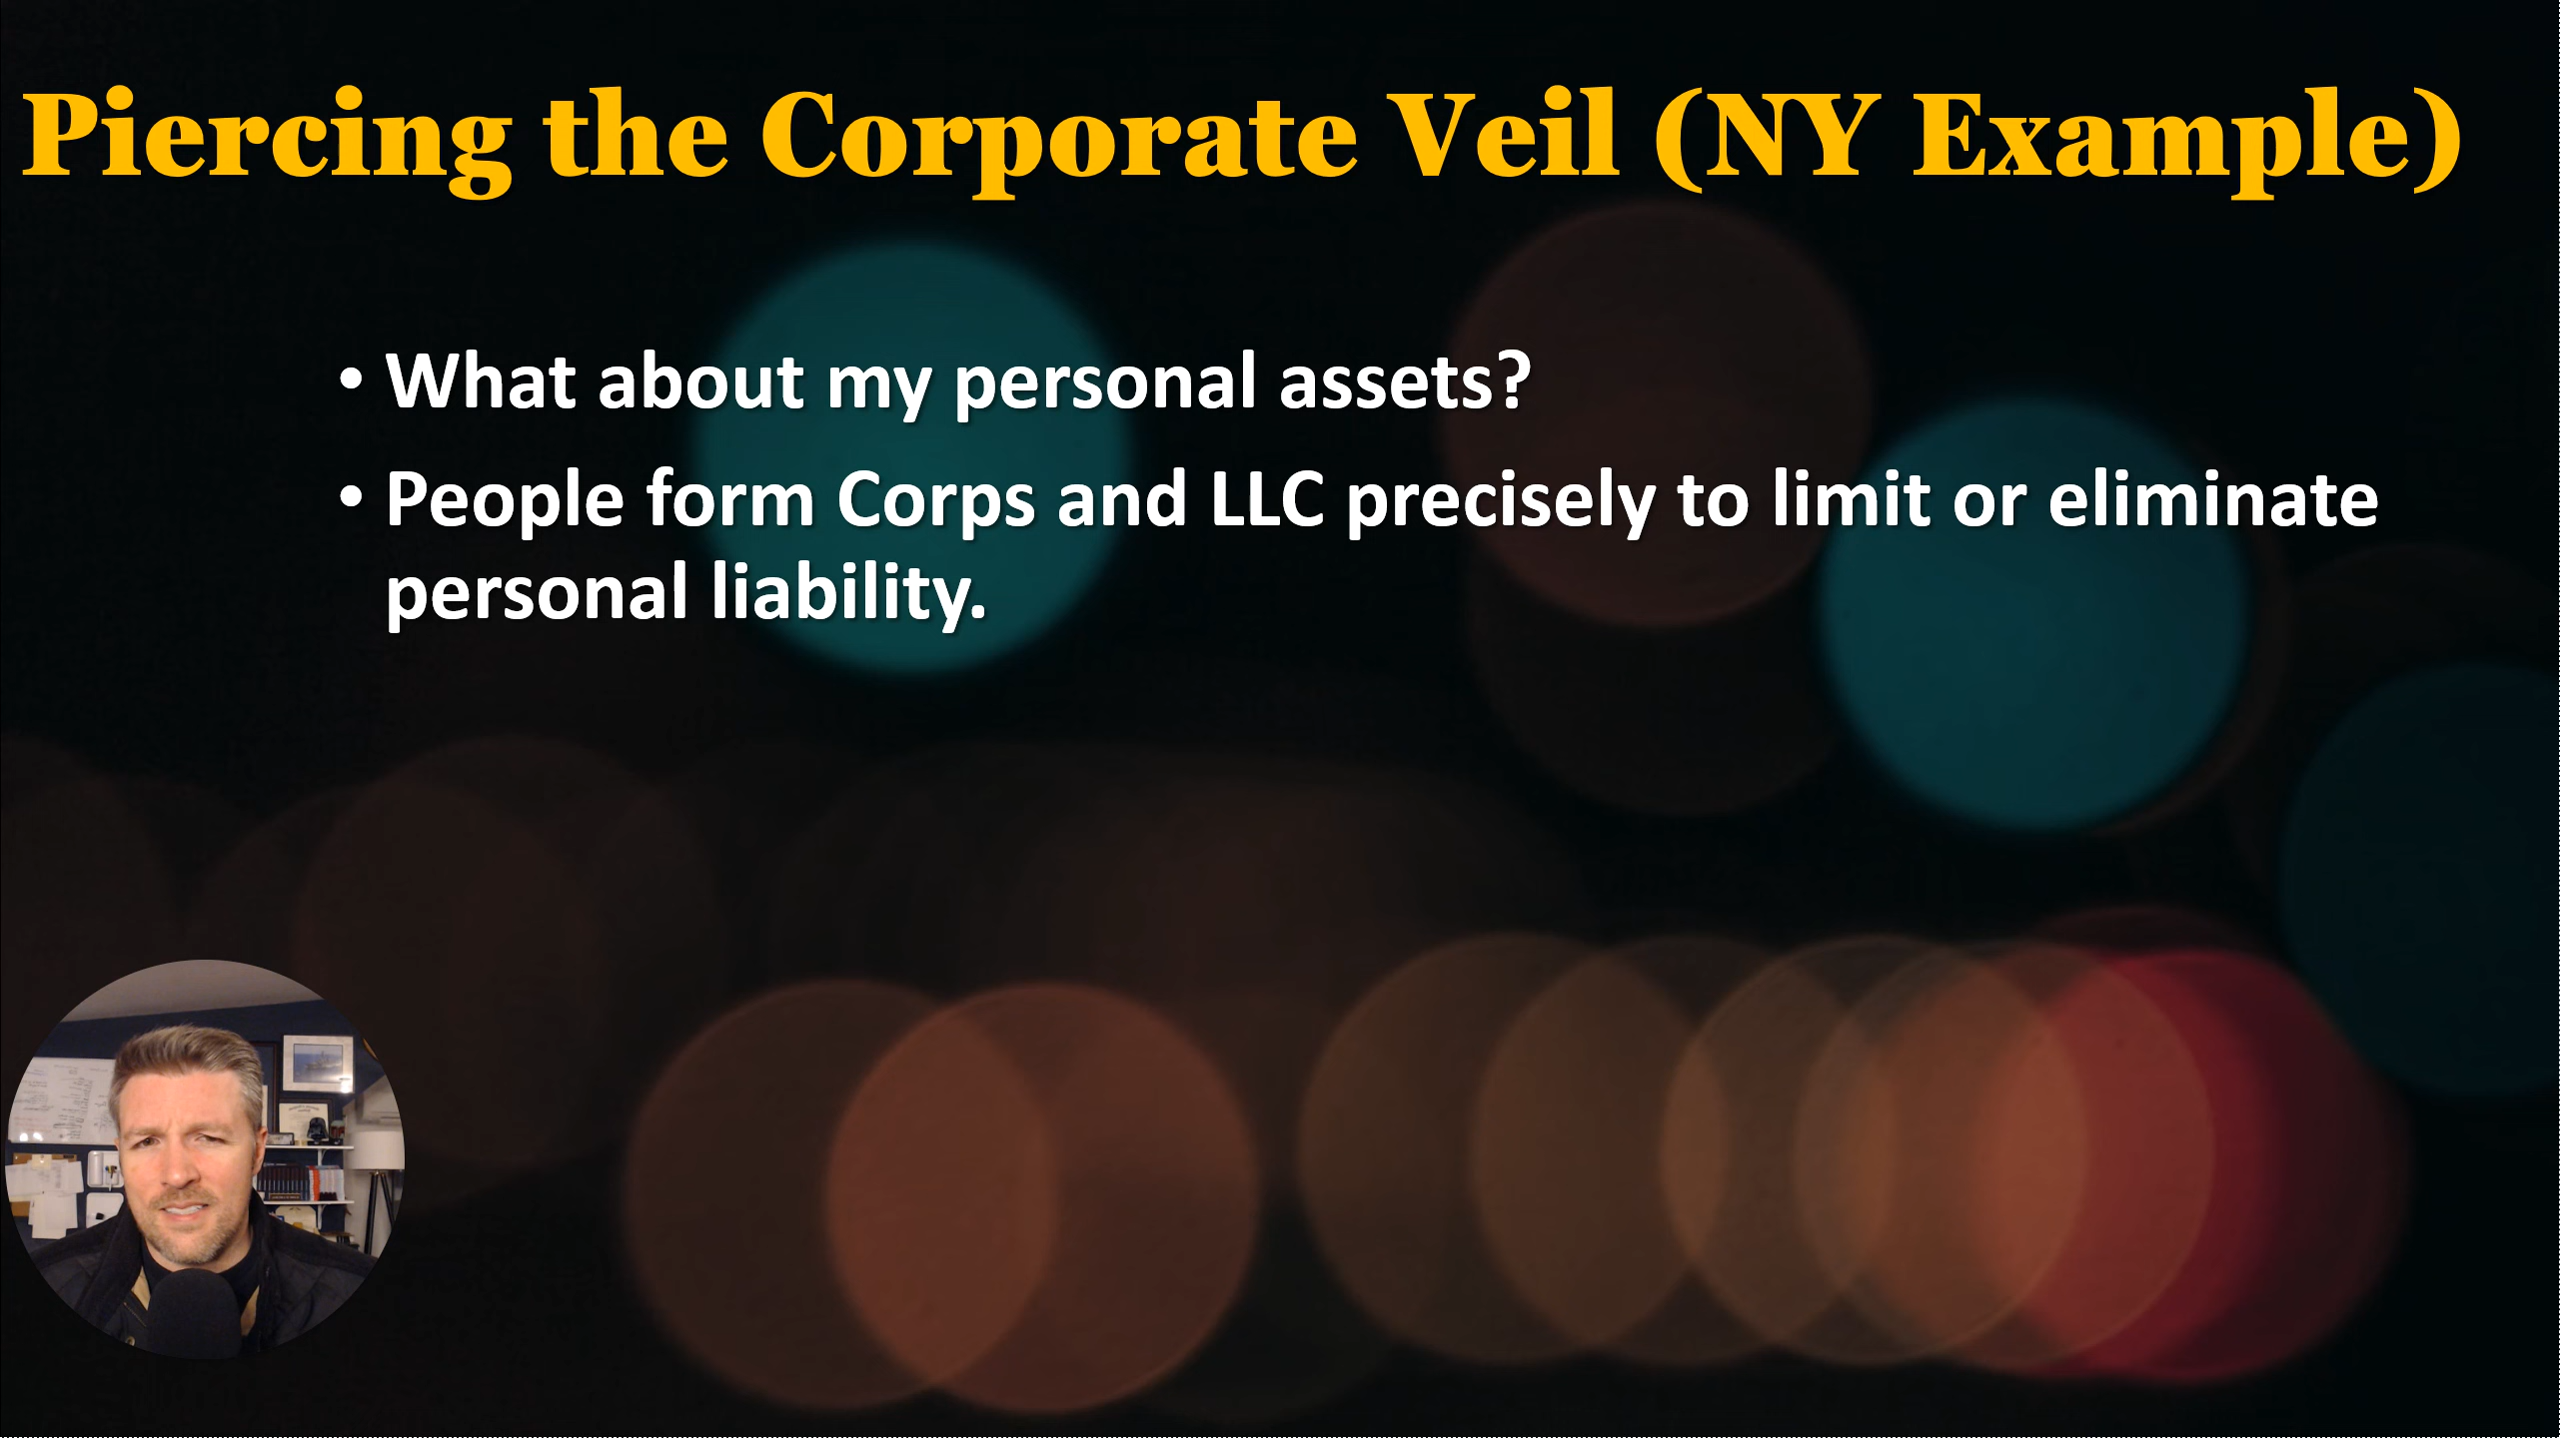 Piercing the Corporate Veil (NY Example)
• What about my personal assets?
• People form Corps and LLC precisely to limit or eliminate
personal liability.